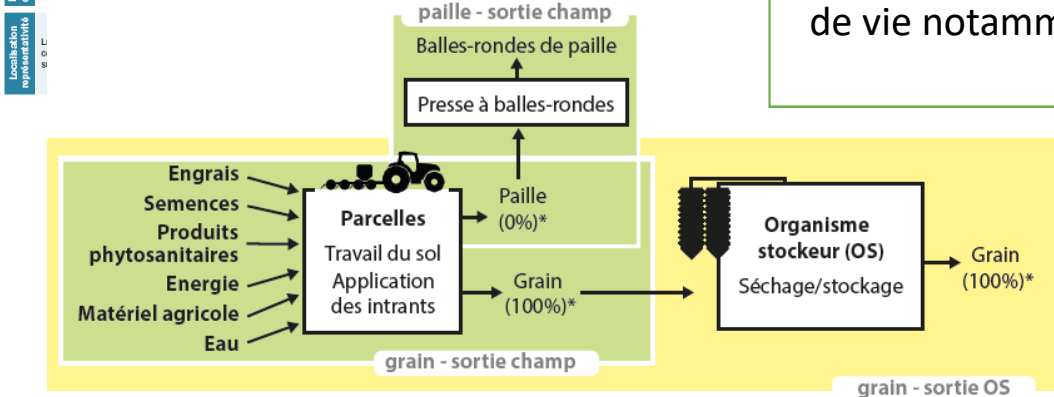 Localisation
représentativité
de vie notamm
paille - sortie champ
Balles-rondes de paille
Presse à balles-rondes
Engrais
Semences
Produits
phytosanitaires
Energie
Matériel agricole
Eau
Parcelles
Travail du sol
Application
des intrants
Paille
(0%)*
Grain
(100%)*
grain - sortie champ
Organisme
stockeur (OS)
Séchage/stockage
Grain
(100%)*
grain - sortie OS